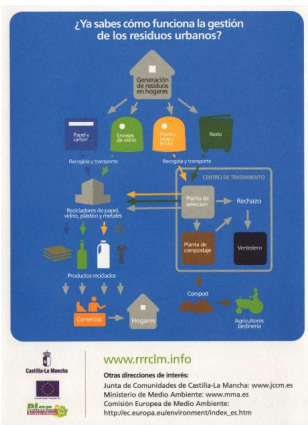 ¿Ya sabes cómo funciona la gestión
de los residuos urbanos?
Generación
de residuos
en hogares
Papel y
cartón
Envases
de vidrio
Plástico,
latas y
bricks
Resto
Recogida y transporte
Recogida y transporte
CENTRO DE TRATAMIENTO
Planta de
selección
Rechazo
Recicladores de papel,
vidrio, plástico y metales
Planta de
compostaje
Vertedero
Productos reciclados
Compost
Comercios
Hogares
Agricultores
Jardinería
www.rrrclm.info
Otras direcciones de interés:
Junta de Comunidades de Castilla-La Mancha: www.jccm.es
Ministerio de Medio Ambiente: www.mma.es
Comisión Europea de Medio Ambiente:
http://ec.europa.eu/environment/index_es.htm
Castilla-La Mancha